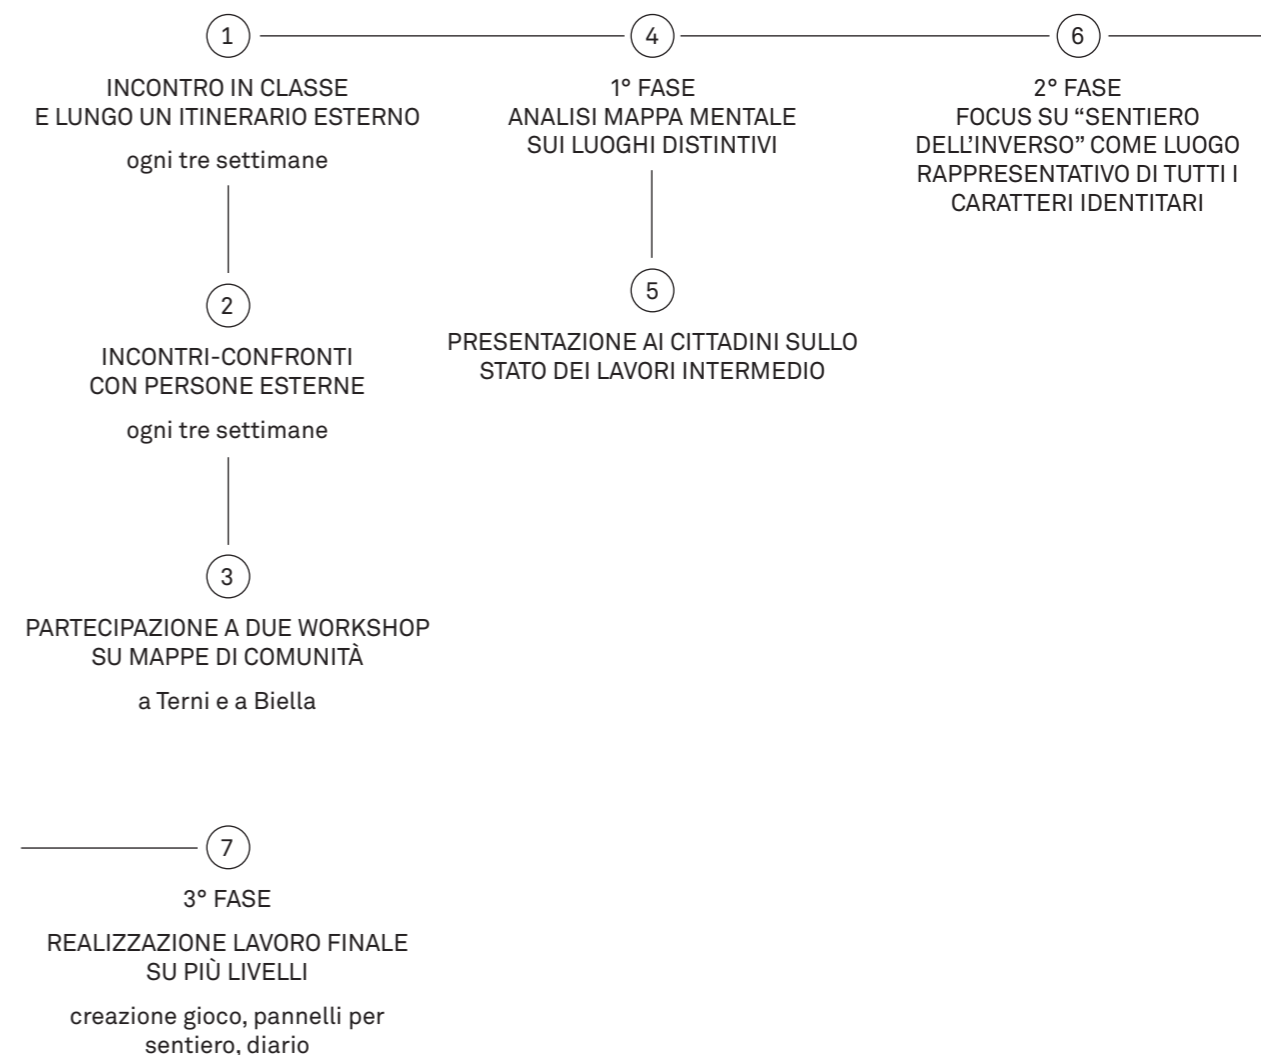 1
INCONTRO IN CLASSE
E LUNGO UN ITINERARIO ESTERNO
ogni tre settimane
2
INCONTRI-CONFRONTI
CON PERSONE ESTERNE
ogni tre settimane
3
PARTECIPAZIONE A DUE WORKSHOP
SU MAPPE DI COMUNITÀ
a Terni e a Biella
4
1° FASE
ANALISI MAPPA MENTALE
SUI LUOGHI DISTINTIVI
5
PRESENTAZIONE AI CITTADINI SULLO
STATO DEI LAVORI INTERMEDIO
6
2° FASE
FOCUS SU “SENTIERO
DELL’INVERSO” COME LUOGO
RAPPRESENTATIVO DI TUTTI I
CARATTERI IDENTITARI
7
3° FASE
REALIZZAZIONE LAVORO FINALE
SU PIÙ LIVELLI
creazione gioco, pannelli per
sentiero, diario